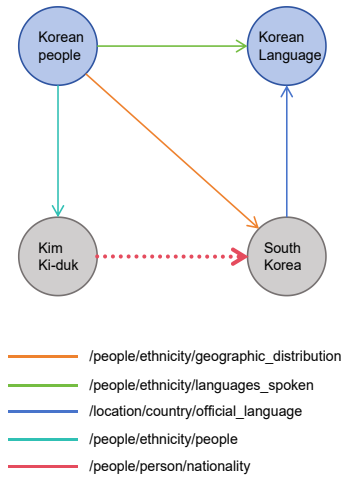 Korean
people
Korean
Language
Kim
Ki-duk
South
Korea
/people/ethnicity/geographic_distribution
/people/ethnicity/languages_spoken
/location/country/official_language
/people/ethnicity/people
/people/person/nationality